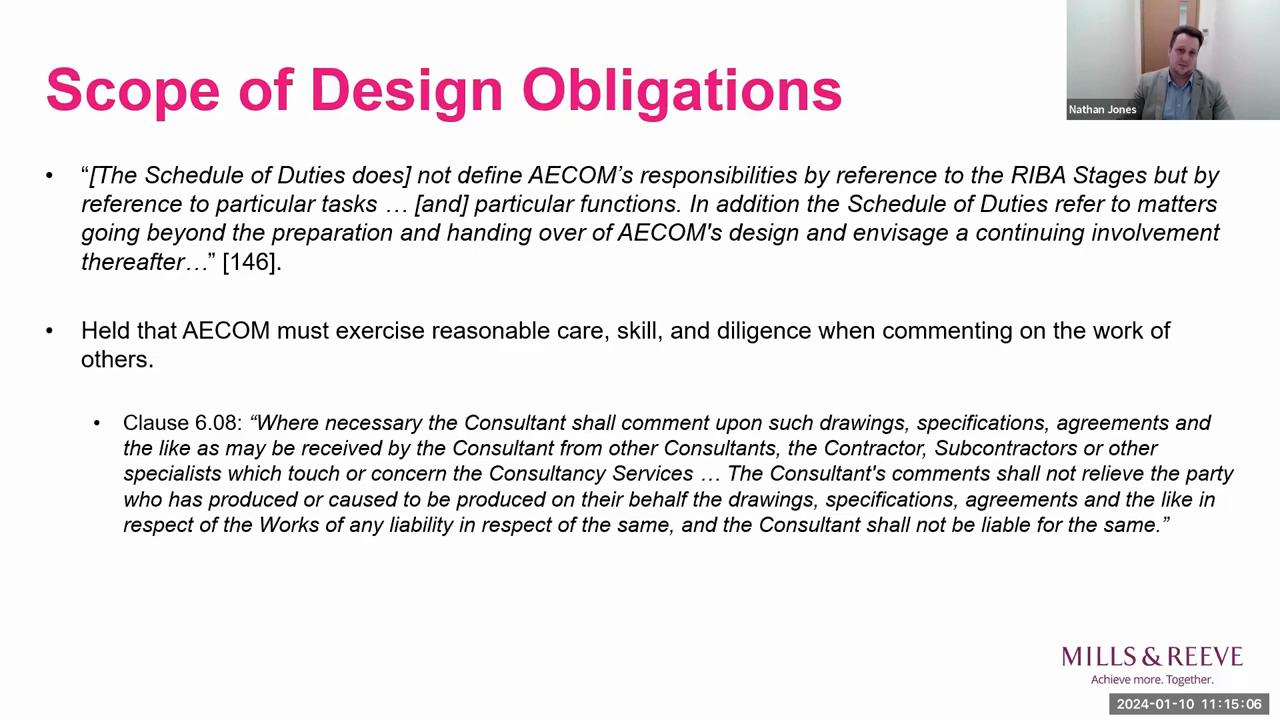 Scope of Design Obligations
Nathan Jones
• “[The Schedule of Duties does] not define AECOM’s responsibilities by reference to the RIBA Stages but by
reference to particular tasks … [and] particular functions. In addition the Schedule of Duties refer to matters
going beyond the preparation and handing over of AECOM's design and envisage a continuing involvement
thereafter…” [146].
• Held that AECOM must exercise reasonable care, skill, and diligence when commenting on the work of
others.
• Clause 6.08: “Where necessary the Consultant shall comment upon such drawings, specifications, agreements and
the like as may be received by the Consultant from other Consultants, the Contractor, Subcontractors or other
specialists which touch or concern the Consultancy Services … The Consultant's comments shall not relieve the party
who has produced or caused to be produced on their behalf the drawings, specifications, agreements and the like in
respect of the Works of any liability in respect of the same, and the Consultant shall not be liable for the same.”
MILLS & REEVE
Achieve more. Together.
2024-01-10 11:15:06